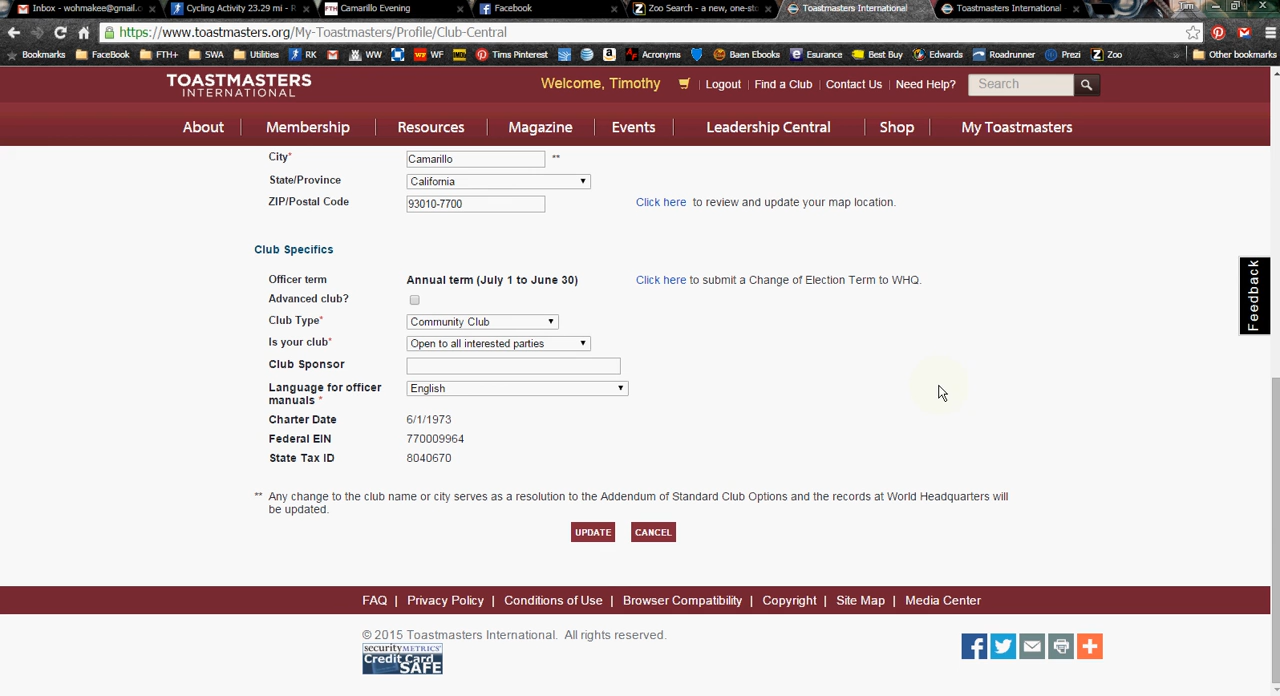 Inbox - wohmakee@gmail.c
Cycling Activity 23.29 mi - R
FTH Camarillo Evening
Facebook
Zoo Search - a new, one-sto
Toastmasters International
Toastmasters International
Tim
https://www.toastmasters.org/My-Toastmasters/Profile/Club-Central
Bookmarks FaceBook FTH+ SWA Utilities RK WW WF Tims Pinterest Acronyms Baen Ebooks Esurance Best Buy Edwards Roadrunner Prezi Zoo Other bookmarks
TOASTMASTERS
INTERNATIONAL
Welcome, Timothy Logout | Find a Club | Contact Us | Need Help? Search
About Membership Resources Magazine Events Leadership Central Shop My Toastmasters
City* Camarillo **
State/Province California
ZIP/Postal Code 93010-7700 Click here to review and update your map location.
Club Specifics
Officer term Annual term (July 1 to June 30) Click here to submit a Change of Election Term to WHQ.
Advanced club?
Club Type* Community Club
Is your club* Open to all interested parties
Club Sponsor
Language for officer
manuals * English
Charter Date 6/1/1973
Federal EIN 770009964
State Tax ID 8040670
** Any change to the club name or city serves as a resolution to the Addendum of Standard Club Options and the records at World Headquarters will
be updated.
UPDATE CANCEL
Feedback
FAQ | Privacy Policy | Conditions of Use | Browser Compatibility | Copyright | Site Map | Media Center
© 2015 Toastmasters International. All rights reserved.
securityMETRICS
Credit Card
SAFE